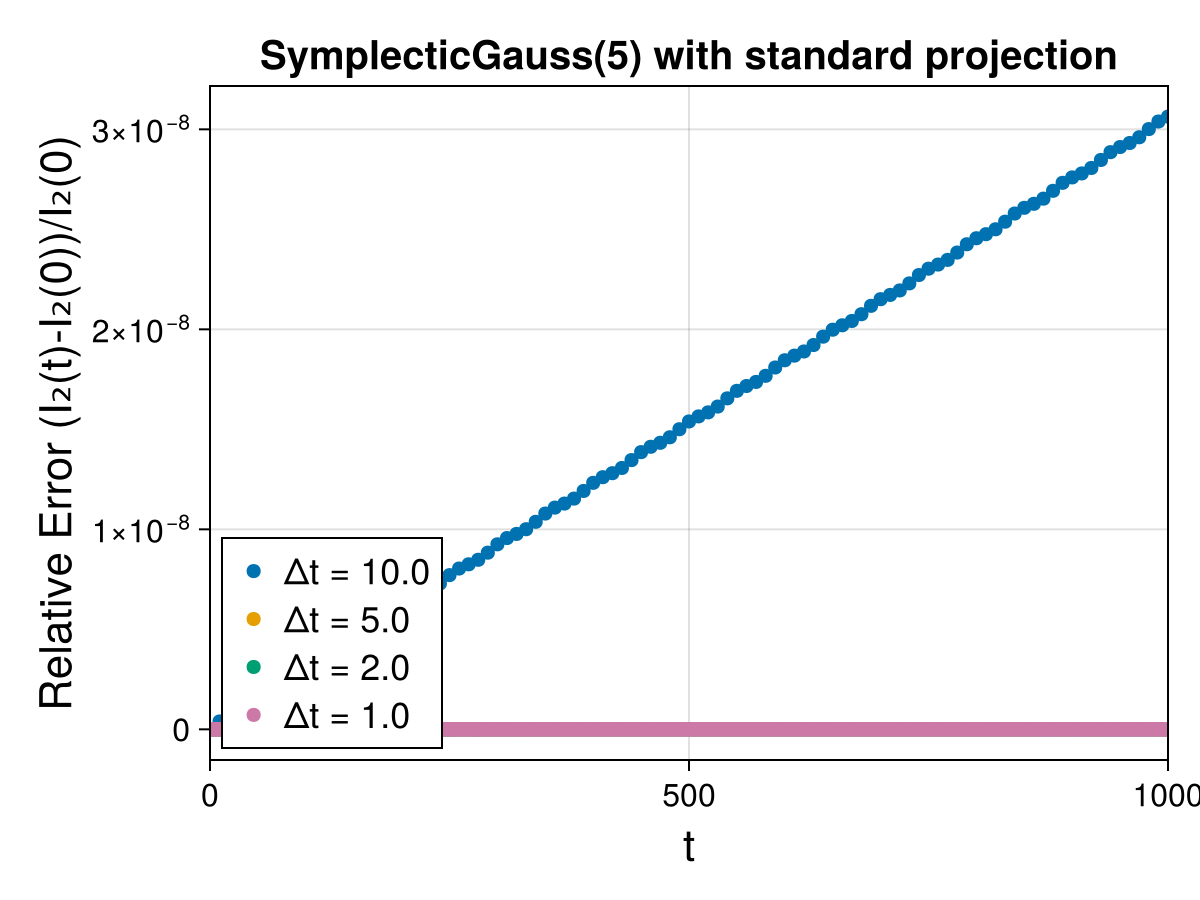 SymplecticGauss(5) with standard projection
Relative Error (I₂(t)-I₂(0))/I₂(0)
3×10⁻⁸
2×10⁻⁸
1×10⁻⁸
0
Δt = 10.0
Δt = 5.0
Δt = 2.0
Δt = 1.0
0 500 1000
t